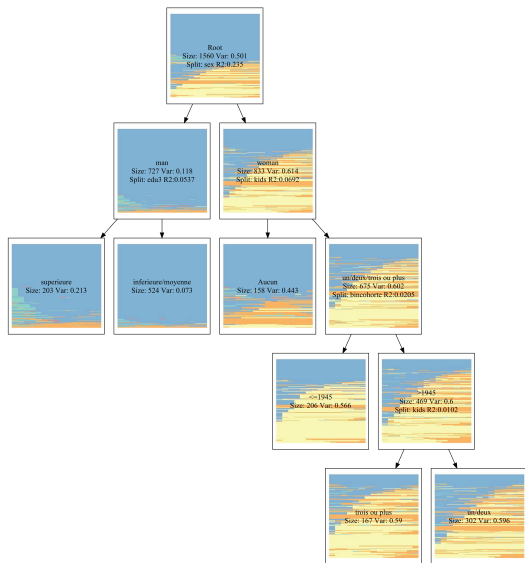 Root
Size: 1560 Var: 0.501
Split: sex R2:0.235
man
Size: 727 Var: 0.118
Split: eda3 R2:0.0537
woman
Size: 833 Var: 0.614
Split: kids R2:0.0692
superieure
Size: 203 Var: 0.213
inferieure/moyenne
Size: 524 Var: 0.073
Aucun
Size: 158 Var: 0.443
un/deux/trois ou plus
Size: 675 Var: 0.602
Split: bincohorte R2:0.0205
<=1945
Size: 206 Var: 0.566
>1945
Size: 469 Var: 0.6
Split: kids R2:0.0102
trois ou plus
Size: 167 Var: 0.59
un/deux
Size: 302 Var: 0.596